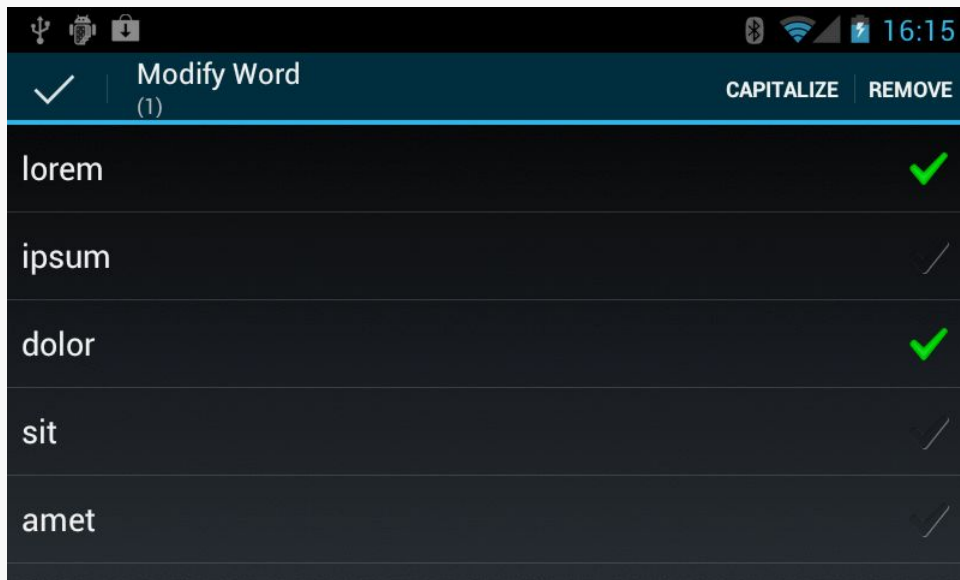 16:15
Modify Word
(1)
CAPITALIZE REMOVE
lorem
ipsum
dolor
sit
amet